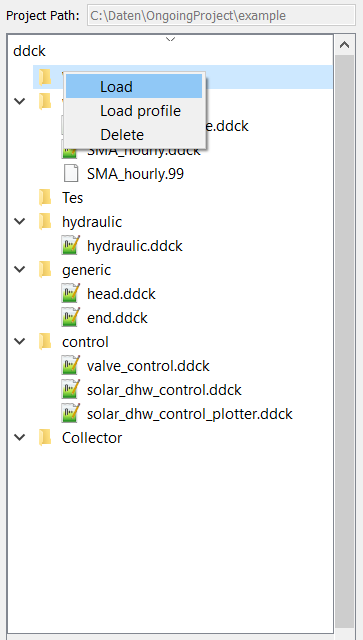 Project Path: C:\Daten\OngoingProject\example
ddck
Load
Load profile
Delete
e.ddck
SMA_hourly.ddck
SMA_hourly.99
Tes
hydraulic
hydraulic.ddck
generic
head.ddck
end.ddck
control
valve_control.ddck
solar_dhw_control.ddck
solar_dhw_control_plotter.ddck
Collector